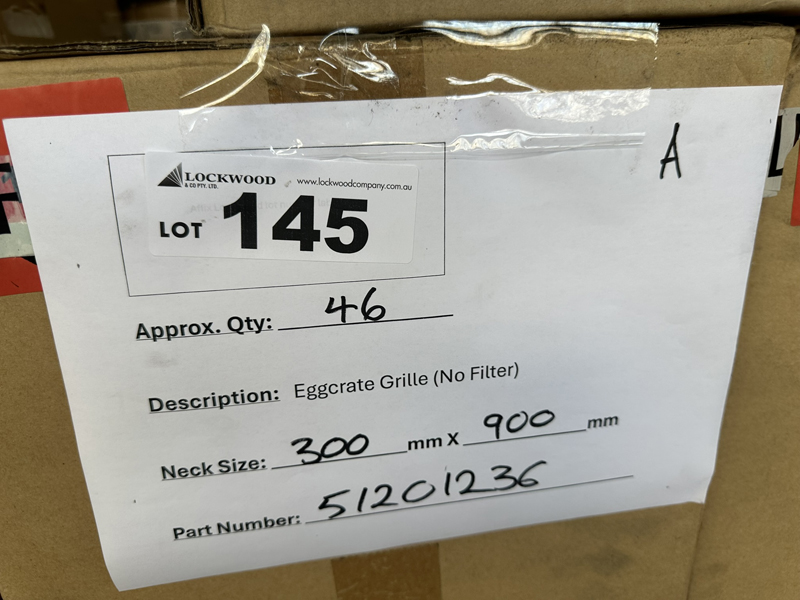 A
LOCKWOOD
& CO PTY. LTD.
www.lockwoodcompany.com.au
LOT 145
Approx. Qty: 46
Description: Eggcrate Grille (No Filter)
Neck Size: 300 mm X 900 mm
Part Number: 51201236